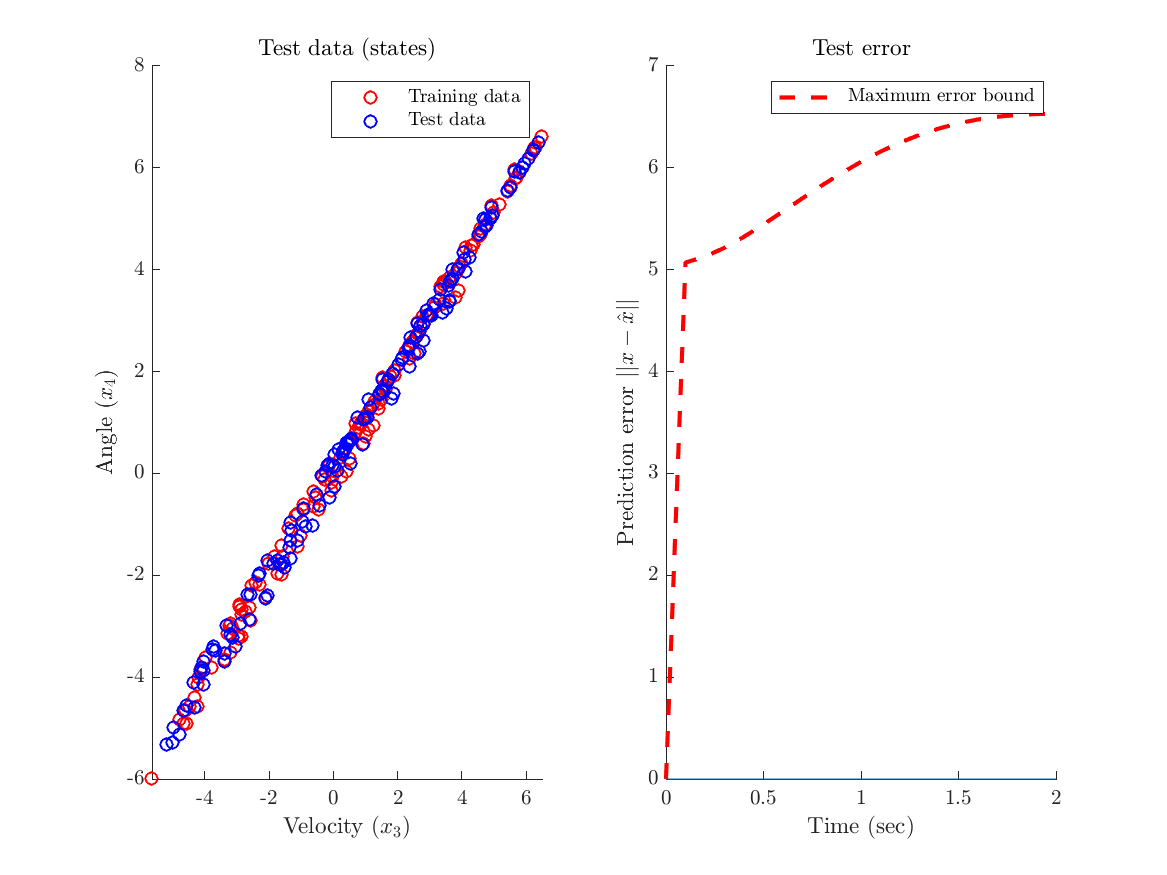 Test data (states)
Training data
Test data
8
6
4
2
0
-2
-4
-6
Angle (x₄)
-4 -2 0 2 4 6
Velocity (x₃)
Test error
Maximum error bound
7
6
5
4
3
2
1
0
Prediction error ||x − x̂||
0 0.5 1 1.5 2
Time (sec)